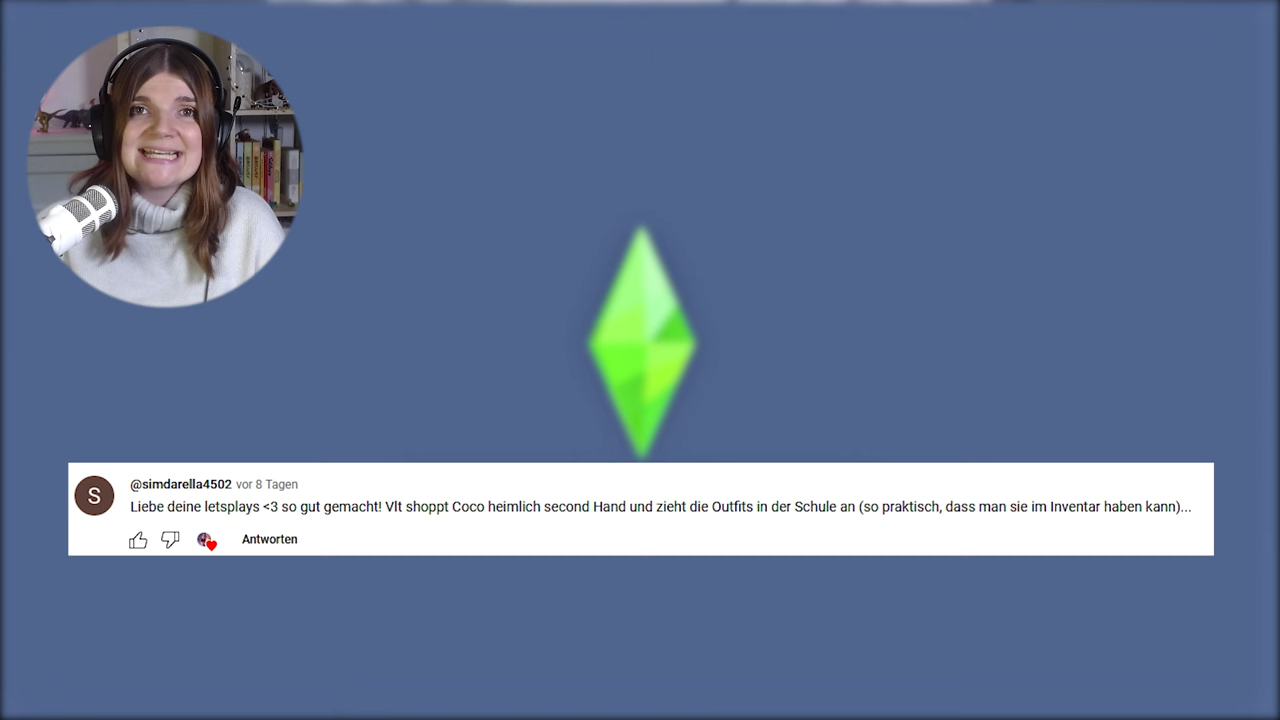 S
@simdarella4502 vor 8 Tagen
Liebe deine letsplays <3 so gut gemacht! Vlt shoppt Coco heimlich second Hand und zieht die Outfits in der Schule an (so praktisch, dass man sie im Inventar haben kann)...
Antworten